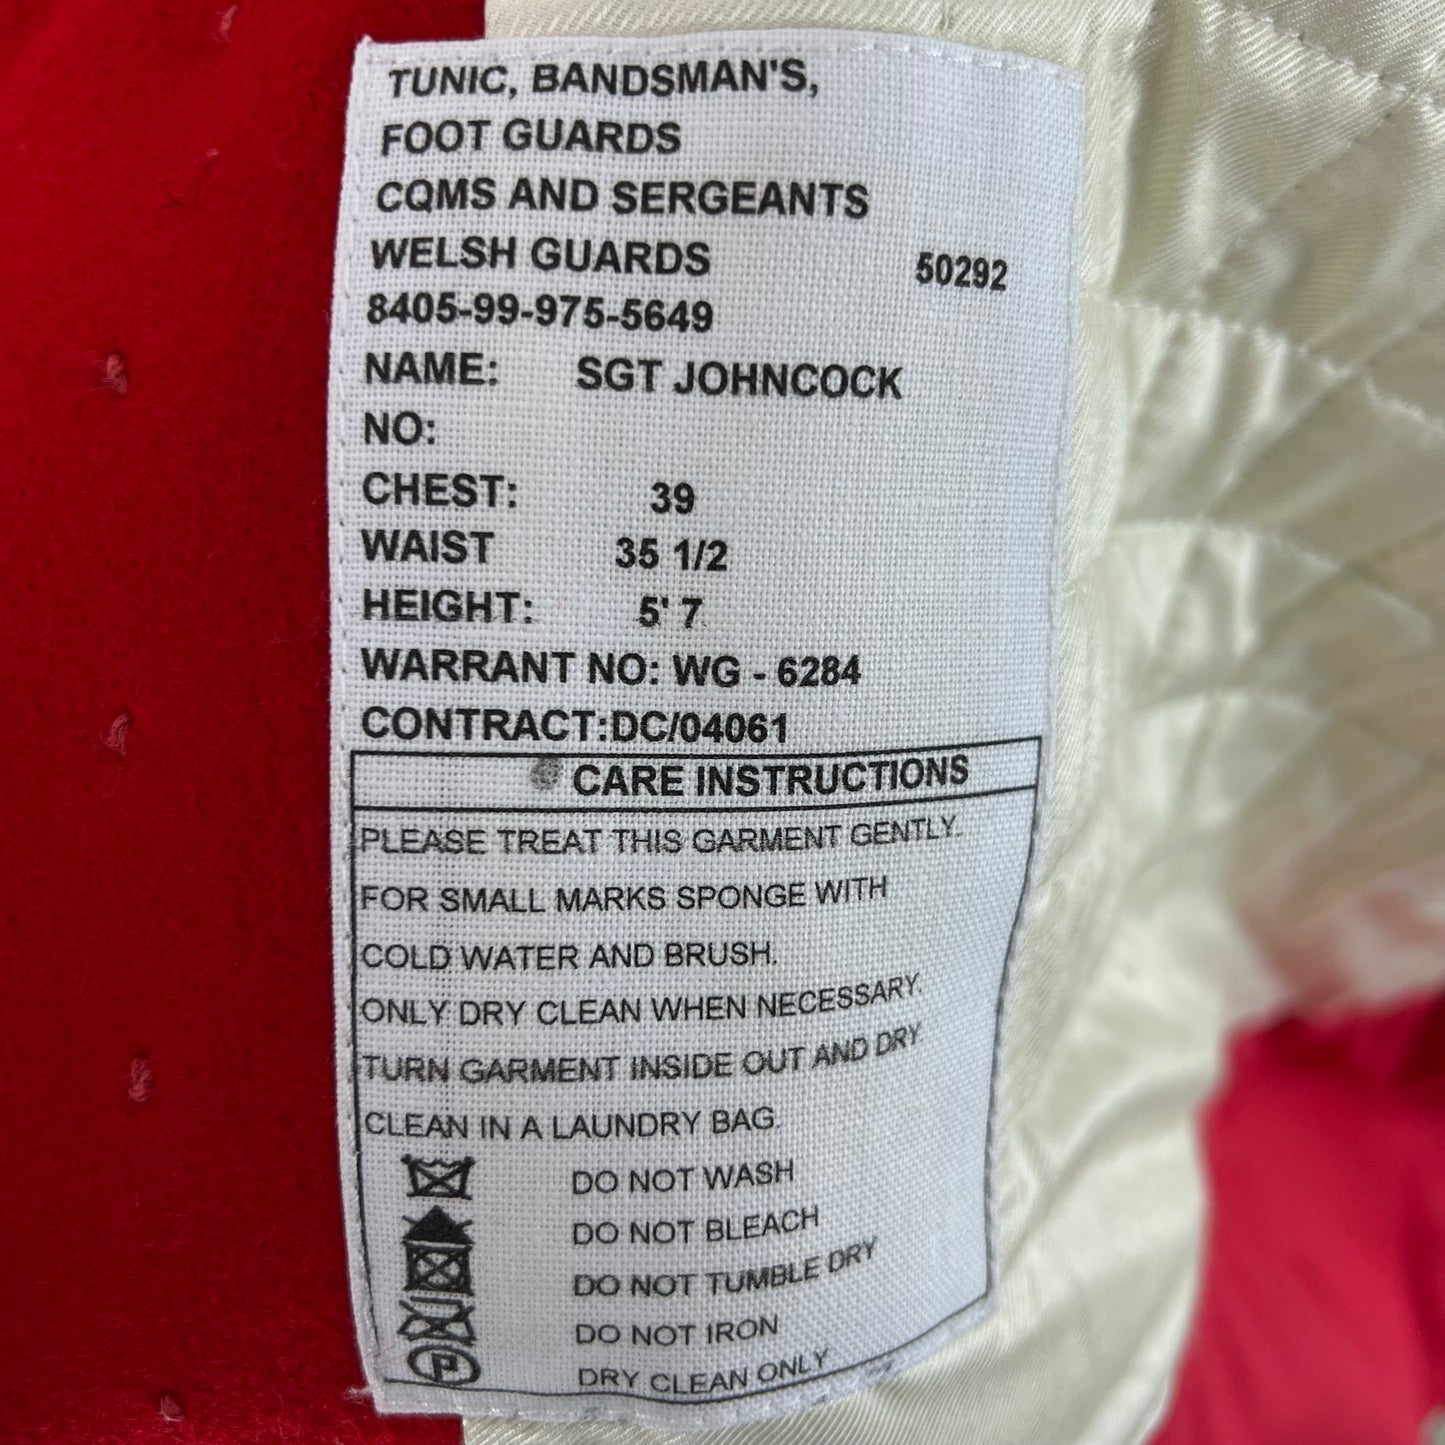 TUNIC, BANDSMAN'S,
FOOT GUARDS
CQMS AND SERGEANTS
WELSH GUARDS 50292
8405-99-975-5649
NAME: SGT JOHNCOCK
NO:
CHEST: 39
WAIST 35 1/2
HEIGHT: 5' 7
WARRANT NO: WG - 6284
CONTRACT:DC/04061
CARE INSTRUCTIONS
PLEASE TREAT THIS GARMENT GENTLY.
FOR SMALL MARKS SPONGE WITH
COLD WATER AND BRUSH.
ONLY DRY CLEAN WHEN NECESSARY.
TURN GARMENT INSIDE OUT AND DRY
CLEAN IN A LAUNDRY BAG.
DO NOT WASH
DO NOT BLEACH
DO NOT TUMBLE DRY
DO NOT IRON
P DRY CLEAN ONLY